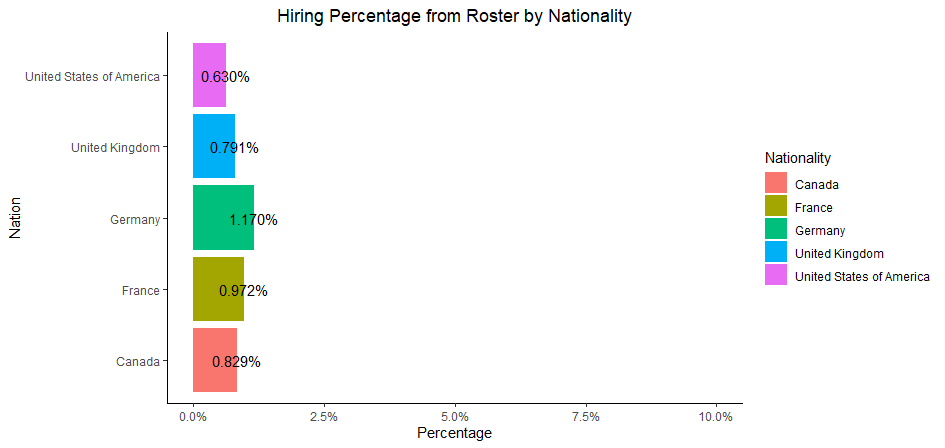 Hiring Percentage from Roster by Nationality
United States of America
0.630%
United Kingdom
0.791%
Germany
1.170%
France
0.972%
Canada
0.829%
Nation
0.0%
2.5%
5.0%
7.5%
10.0%
Percentage
Nationality
Canada
France
Germany
United Kingdom
United States of America